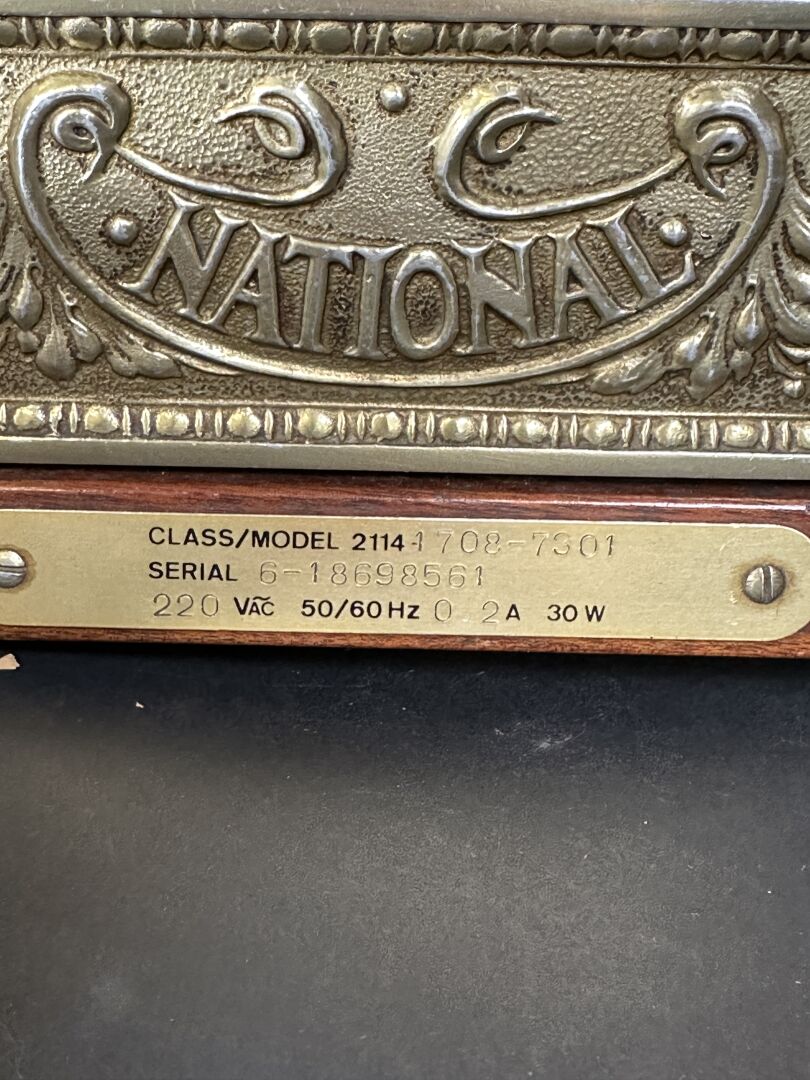 NATIONAL
CLASS/MODEL 2114-1708-7301
SERIAL 6-18698561
220 VAC 50/60Hz 0.2A 30W